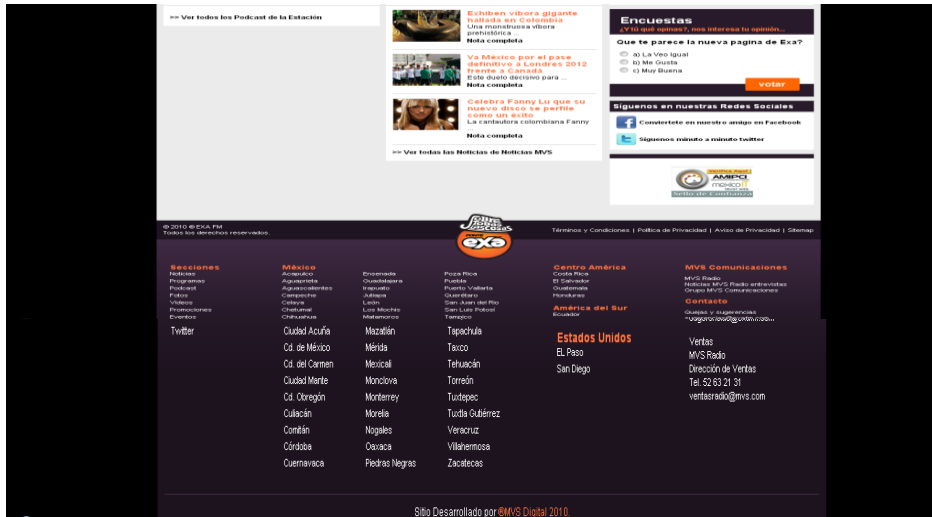 >> Ver todos los Podcast de la Estación
Exhiben víbora gigante
hallada en Colombia
Una monstruosa víbora
prehistórica ...
Nota completa
Va México por el pase
definitivo a Londres 2012
frente a Canadá
Este duelo decisivo para ...
Nota completa
Celebra Fanny Lu que su
nuevo disco se perfile
como un éxito
La cantautora colombiana Fanny
...
Nota completa
>> Ver todas las Noticias de Noticias MVS
Encuestas
¿Y tú qué opinas?, nos interesa tu opinión...
Que te parece la nueva pagina de Exa?
a) La Veo Igual
b) Me Gusta
c) Muy Buena
votar
Síguenos en nuestras Redes Sociales
Conviertete en nuestro amigo en Facebook
Síguenos minuto a minuto twitter
AMIPCI
Sello de Confianza
© 2010 ® EXA FM
Todos los derechos reservados.
exa
Términos y Condiciones | Política de Privacidad | Aviso de Privacidad | Sitemap
Secciones
Noticias
Programas
Podcast
Fotos
Videos
Promociones
Eventos
Twitter
México
Acapulco
Aguaprieta
Aguascalientes
Campeche
Celaya
Chetumal
Chihuahua
Ciudad Acuña
Cd. de México
Cd. del Carmen
Ciudad Mante
Cd. Obregón
Culiacán
Comitán
Córdoba
Cuernavaca
Ensenada
Guadalajara
Irapuato
Jutiapa
León
Los Mochis
Matamoros
Mazatlán
Mérida
Mexicali
Monclova
Monterrey
Morelia
Nogales
Oaxaca
Piedras Negras
Poza Rica
Puebla
Puerto Vallarta
Querétaro
San Juan del Río
San Luis Potosí
Tampico
Tapachula
Taxco
Tehuacán
Torreón
Tuxtepec
Tuxtla Gutiérrez
Veracruz
Villahermosa
Zacatecas
Centro América
Costa Rica
El Salvador
Guatemala
Honduras
América del Sur
Ecuador
Estados Unidos
EL Paso
San Diego
MVS Comunicaciones
MVS Radio
Noticias MVS Radio entrevistas
Grupo MVS Comunicaciones
Contacto
Quejas y sugerencias
Ventas
MVS Radio
Dirección de Ventas
Tel. 52 63 21 31
ventasradio@mvs.com
Sitio Desarrollado por ®MVS Digital 2010.